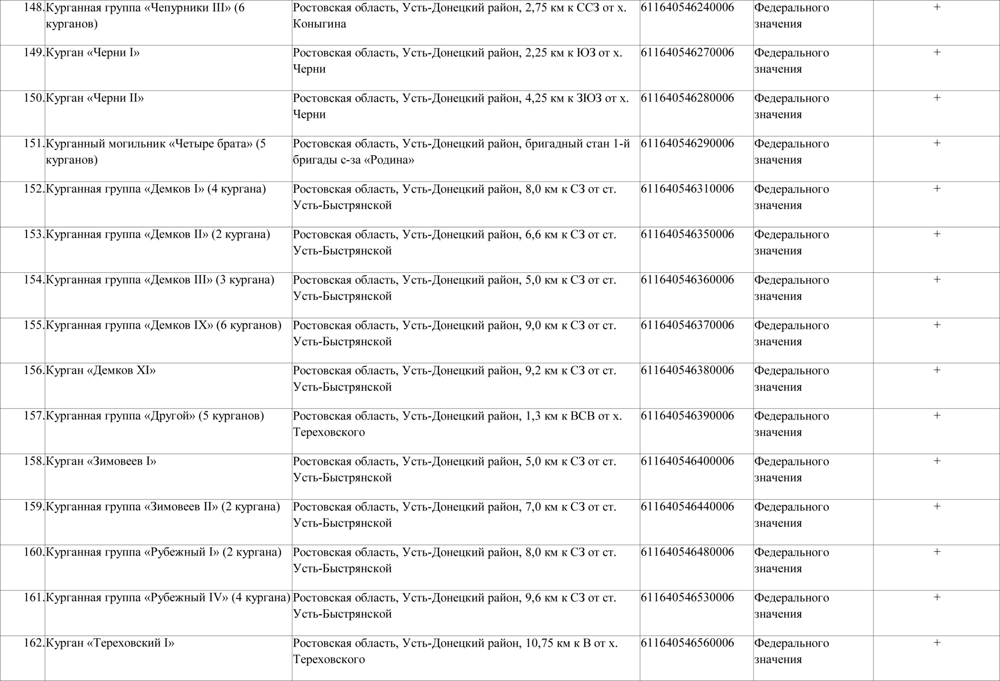 148. Курганная группа «Чепурники III» (6 Ростовская область, Усть-Донецкий район, 2,75 км к ССЗ от х. 611640546240006 Федерального +
курганов) Коныгина значения
149. Курган «Черни I» Ростовская область, Усть-Донецкий район, 2,25 км к ЮЗ от х. 611640546270006 Федерального +
Черни значения
150. Курган «Черни II» Ростовская область, Усть-Донецкий район, 4,25 км к ЗЮЗ от х. 611640546280006 Федерального +
Черни значения
151. Курганный могильник «Четыре брата» (5 Ростовская область, Усть-Донецкий район, бригадный стан 1-й 611640546290006 Федерального +
курганов) бригады с-за «Родина» значения
152. Курганная группа «Демков I» (4 кургана) Ростовская область, Усть-Донецкий район, 8,0 км к СЗ от ст. 611640546310006 Федерального +
Усть-Быстрянской значения
153. Курганная группа «Демков II» (2 кургана) Ростовская область, Усть-Донецкий район, 6,6 км к СЗ от ст. 611640546350006 Федерального +
Усть-Быстрянской значения
154. Курганная группа «Демков III» (3 кургана) Ростовская область, Усть-Донецкий район, 5,0 км к СЗ от ст. 611640546360006 Федерального +
Усть-Быстрянской значения
155. Курганная группа «Демков IX» (6 курганов) Ростовская область, Усть-Донецкий район, 9,0 км к СЗ от ст. 611640546370006 Федерального +
Усть-Быстрянской значения
156. Курган «Демков XI» Ростовская область, Усть-Донецкий район, 9,2 км к СЗ от ст. 611640546380006 Федерального +
Усть-Быстрянской значения
157. Курганная группа «Другой» (5 курганов) Ростовская область, Усть-Донецкий район, 1,3 км к ВСВ от х. 611640546390006 Федерального +
Тереховского значения
158. Курган «Зимовеев I» Ростовская область, Усть-Донецкий район, 5,0 км к СЗ от ст. 611640546400006 Федерального +
Усть-Быстрянской значения
159. Курганная группа «Зимовеев II» (2 кургана) Ростовская область, Усть-Донецкий район, 7,0 км к СЗ от ст. 611640546440006 Федерального +
Усть-Быстрянской значения
160. Курганная группа «Рубежный I» (2 кургана) Ростовская область, Усть-Донецкий район, 8,0 км к СЗ от ст. 611640546480006 Федерального +
Усть-Быстрянской значения
161. Курганная группа «Рубежный IV» (4 кургана) Ростовская область, Усть-Донецкий район, 9,6 км к СЗ от ст. 611640546530006 Федерального +
Усть-Быстрянской значения
162. Курган «Тереховский I» Ростовская область, Усть-Донецкий район, 10,75 км к В от х. 611640546560006 Федерального +
Тереховского значения